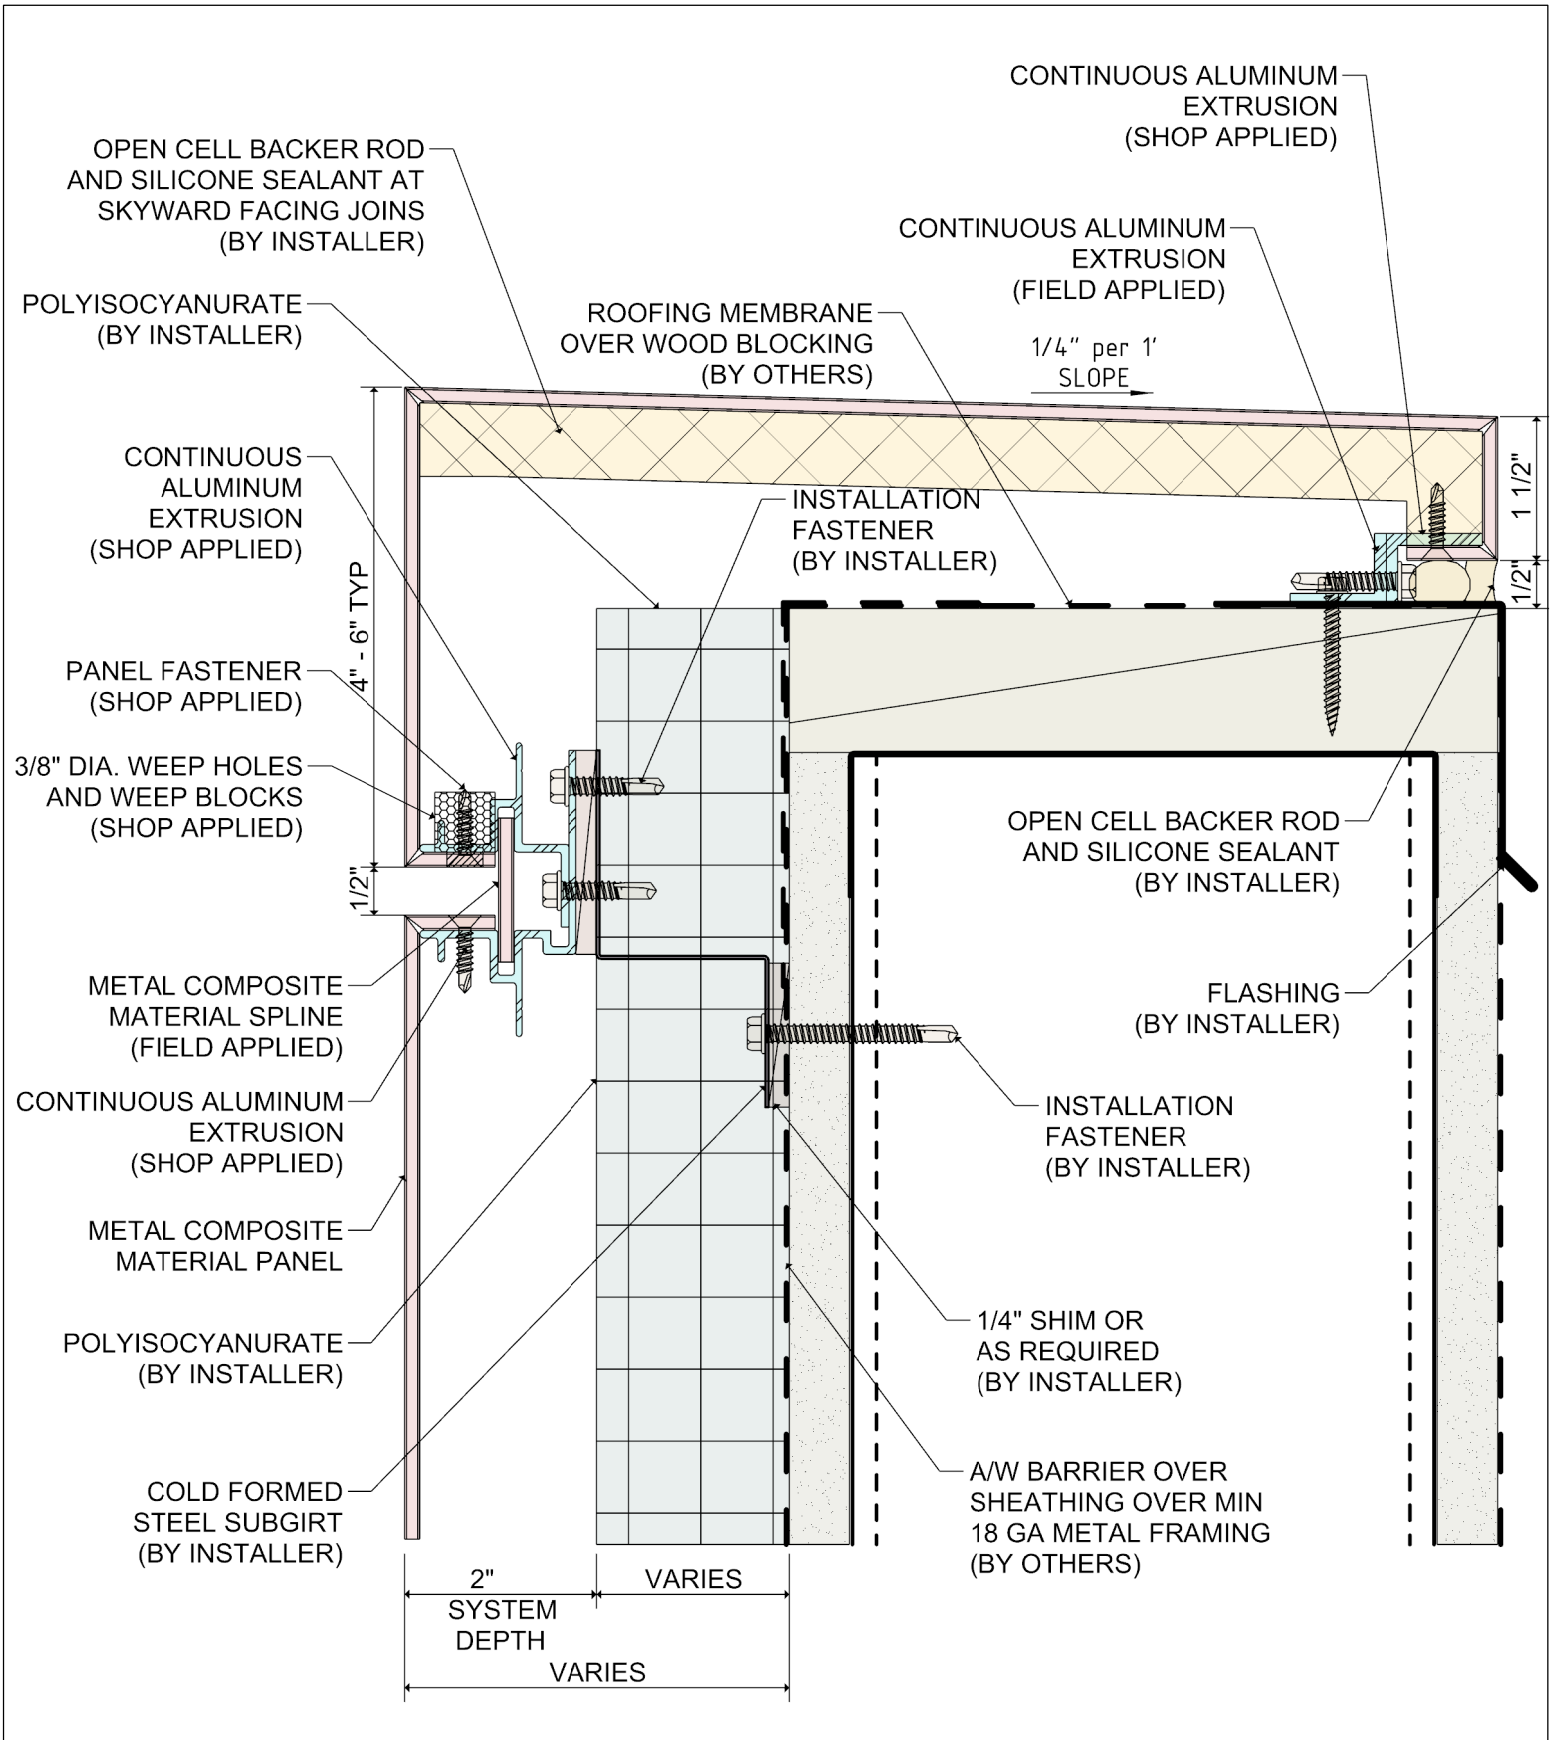 CONTINUOUS ALUMINUM
EXTRUSION
(SHOP APPLIED)
OPEN CELL BACKER ROD
AND SILICONE SEALANT AT
SKYWARD FACING JOINS
(BY INSTALLER)
CONTINUOUS ALUMINUM
EXTRUSION
(FIELD APPLIED)
POLYISOCYANURATE
(BY INSTALLER)
ROOFING MEMBRANE
OVER WOOD BLOCKING
(BY OTHERS)
1/4" per 1'
SLOPE
CONTINUOUS
ALUMINUM
EXTRUSION
(SHOP APPLIED)
INSTALLATION
FASTENER
(BY INSTALLER)
1 1/2"
1/2"
4" - 6" TYP
PANEL FASTENER
(SHOP APPLIED)
3/8" DIA. WEEP HOLES
AND WEEP BLOCKS
(SHOP APPLIED)
1/2"
OPEN CELL BACKER ROD
AND SILICONE SEALANT
(BY INSTALLER)
METAL COMPOSITE
MATERIAL SPLINE
(FIELD APPLIED)
FLASHING
(BY INSTALLER)
CONTINUOUS ALUMINUM
EXTRUSION
(SHOP APPLIED)
INSTALLATION
FASTENER
(BY INSTALLER)
METAL COMPOSITE
MATERIAL PANEL
POLYISOCYANURATE
(BY INSTALLER)
1/4" SHIM OR
AS REQUIRED
(BY INSTALLER)
COLD FORMED
STEEL SUBGIRT
(BY INSTALLER)
A/W BARRIER OVER
SHEATHING OVER MIN
18 GA METAL FRAMING
(BY OTHERS)
2"
SYSTEM
DEPTH
VARIES
VARIES